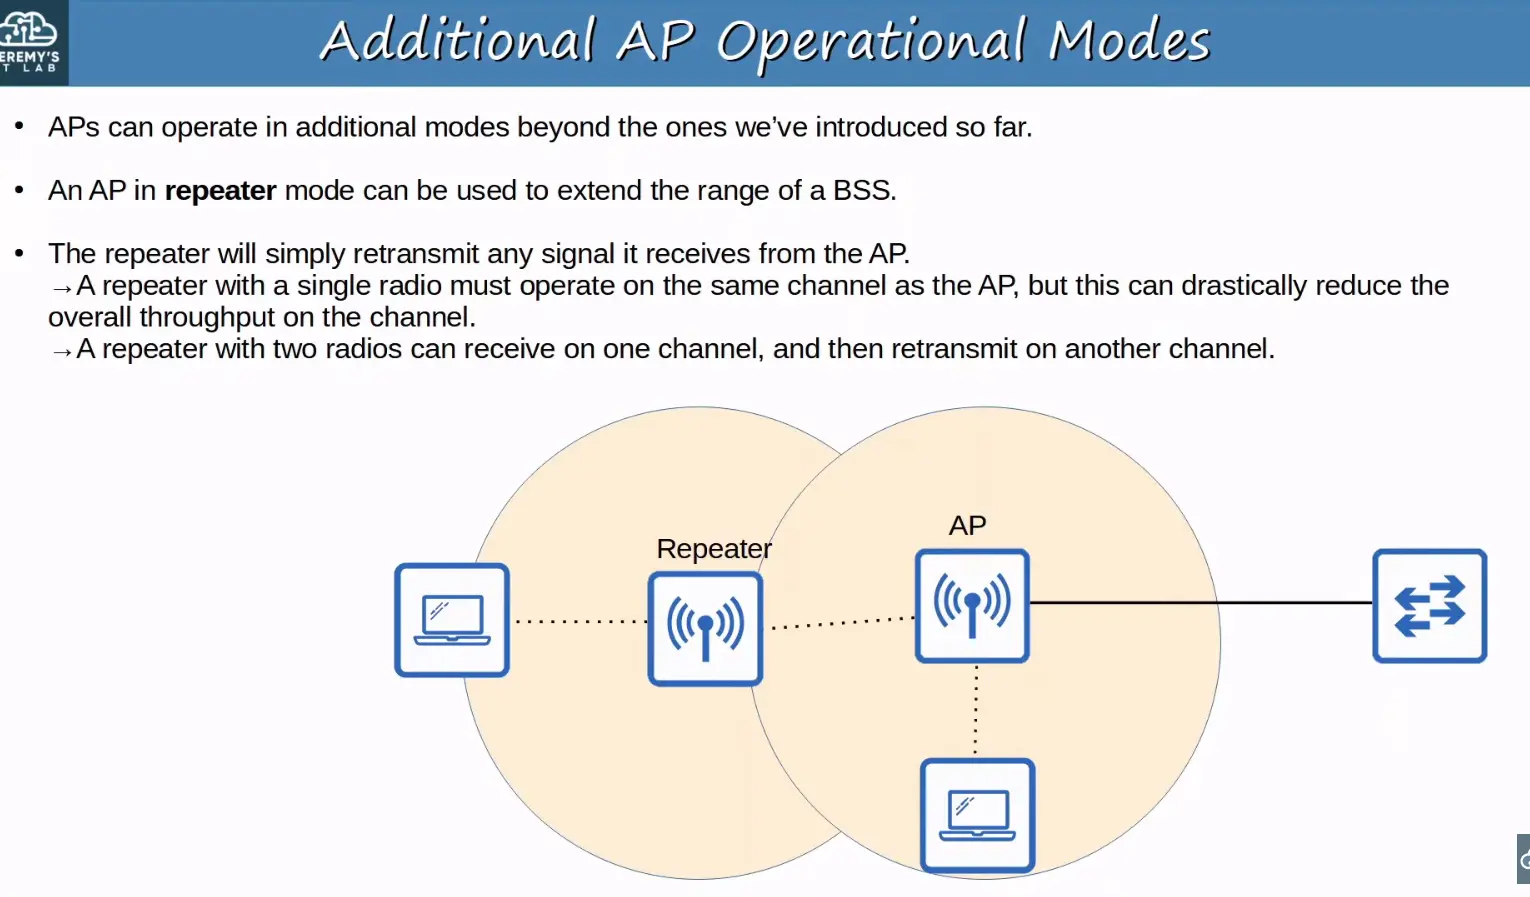 Additional AP Operational Modes
EREMY'S
T LAB
• APs can operate in additional modes beyond the ones we've introduced so far.
• An AP in repeater mode can be used to extend the range of a BSS.
• The repeater will simply retransmit any signal it receives from the AP.
→A repeater with a single radio must operate on the same channel as the AP, but this can drastically reduce the
overall throughput on the channel.
→A repeater with two radios can receive on one channel, and then retransmit on another channel.
AP
Repeater